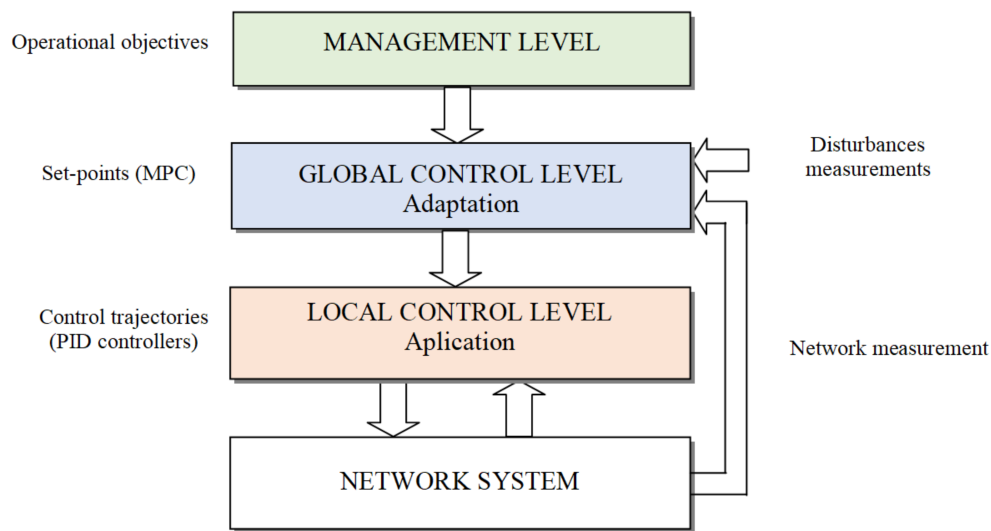 Operational objectives
MANAGEMENT LEVEL
Set-points (MPC)
GLOBAL CONTROL LEVEL
Adaptation
Disturbances
measurements
Control trajectories
(PID controllers)
LOCAL CONTROL LEVEL
Aplication
Network measurement
NETWORK SYSTEM